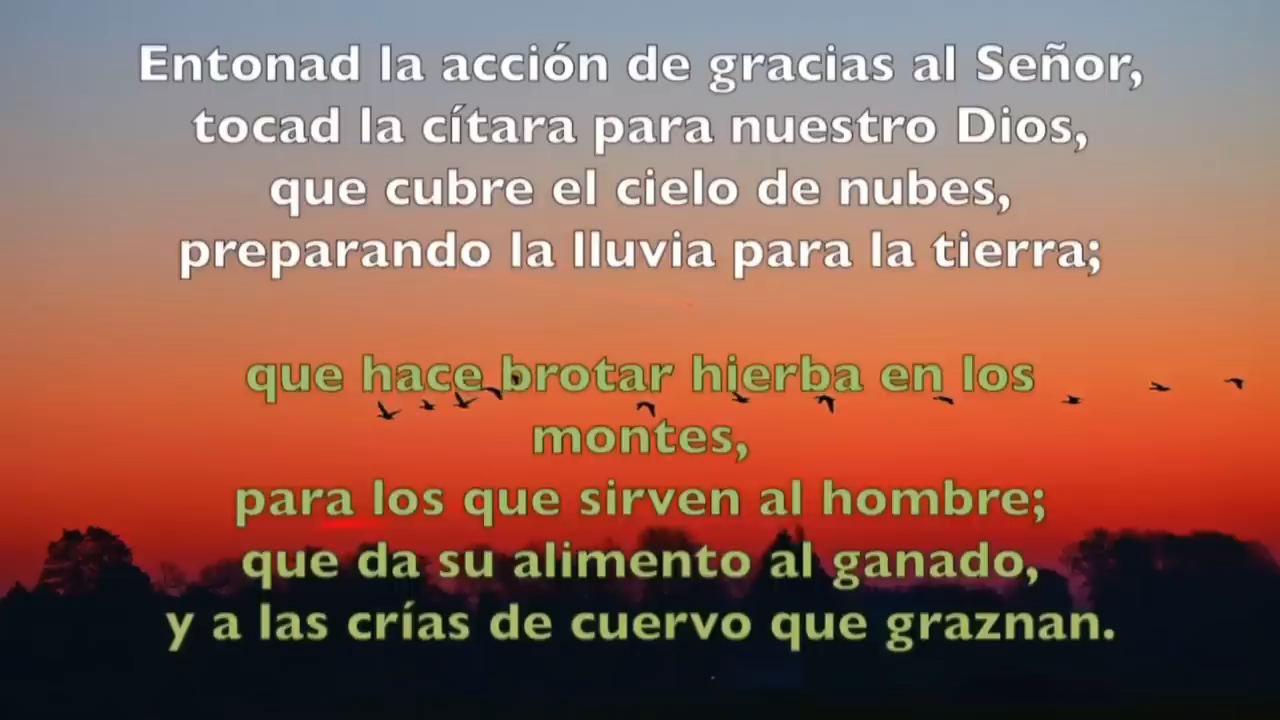 Entonad la acción de gracias al Señor,
tocad la cítara para nuestro Dios,
que cubre el cielo de nubes,
preparando la lluvia para la tierra;
que hace brotar hierba en los
montes,
para los que sirven al hombre;
que da su alimento al ganado,
y a las crías de cuervo que graznan.